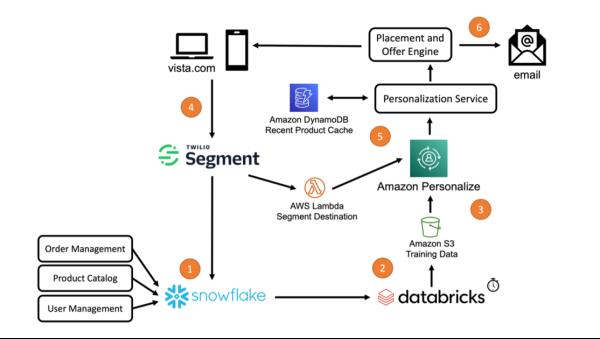 6
Placement and
Offer Engine
@
vista.com
email
4
Personalization Service
Amazon DynamoDB
Recent Product Cache
5
TWILIO
Segment
Amazon Personalize
AWS Lambda
Segment Destination
3
Amazon S3
Training Data
Order Management
Product Catalog
User Management
1
snowflake
2
databricks